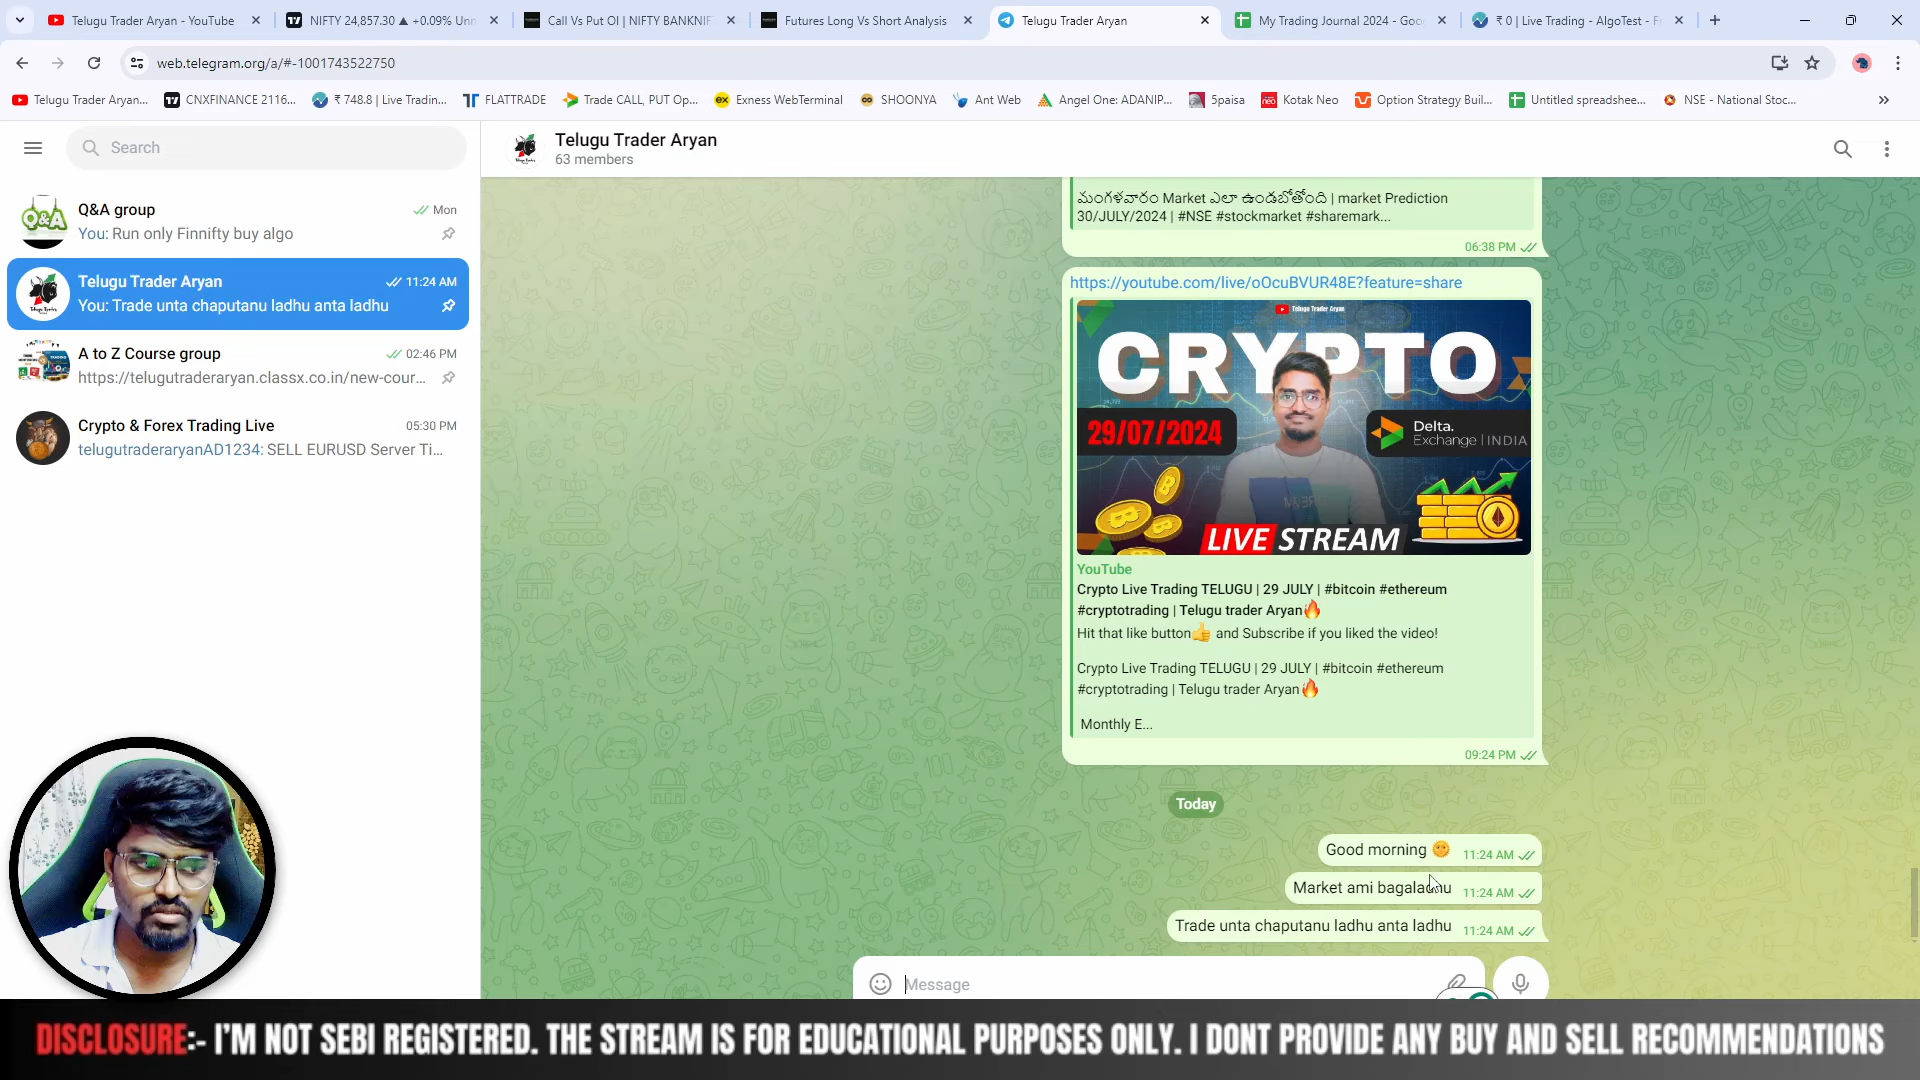 Telugu Trader Aryan - YouTube
NIFTY 24,857.30 ▲ +0.09% Unn
Call Vs Put OI | NIFTY BANKNIF
Futures Long Vs Short Analysis
Telugu Trader Aryan
My Trading Journal 2024 - Goo
₹ 0 | Live Trading - AlgoTest - F
web.telegram.org/a/#-1001743522750
Telugu Trader Aryan...
CNXFINANCE 2116...
₹ 748.8 | Live Tradin...
FLATTRADE
Trade CALL, PUT Op...
Exness WebTerminal
SHOONYA
Ant Web
Angel One: ADANIP...
5paisa
Kotak Neo
Option Strategy Buil...
Untitled spreadshee...
NSE - National Stoc...
Search
Telugu Trader Aryan
63 members
Q&A group
Mon
You: Run only Finnifty buy algo
Telugu Trader Aryan
11:24 AM
You: Trade unta chaputanu ladhu anta ladhu
A to Z Course group
02:46 PM
https://telugutraderaryan.classx.co.in/new-cour...
Crypto & Forex Trading Live
05:30 PM
telugutraderaryanAD1234: SELL EURUSD Server Ti...
మంగళవారం Market ఎలా ఉండబోతోంది | market Prediction
30/JULY/2024 | #NSE #stockmarket #sharemark...
06:38 PM
https://youtube.com/live/oOcuBVUR48E?feature=share
Telugu Trader Aryan
CRYPTO
29/07/2024
Delta.
Exchange | INDIA
LIVE STREAM
YouTube
Crypto Live Trading TELUGU | 29 JULY | #bitcoin #ethereum
#cryptotrading | Telugu trader Aryan🔥
Hit that like button👍 and Subscribe if you liked the video!
Crypto Live Trading TELUGU | 29 JULY | #bitcoin #ethereum
#cryptotrading | Telugu trader Aryan🔥
Monthly E...
09:24 PM
Today
Good morning 🌞 11:24 AM
Market ami bagaladhu 11:24 AM
Trade unta chaputanu ladhu anta ladhu 11:24 AM
Message
DISCLOSURE:- I'M NOT SEBI REGISTERED. THE STREAM IS FOR EDUCATIONAL PURPOSES ONLY. I DONT PROVIDE ANY BUY AND SELL RECOMMENDATIONS